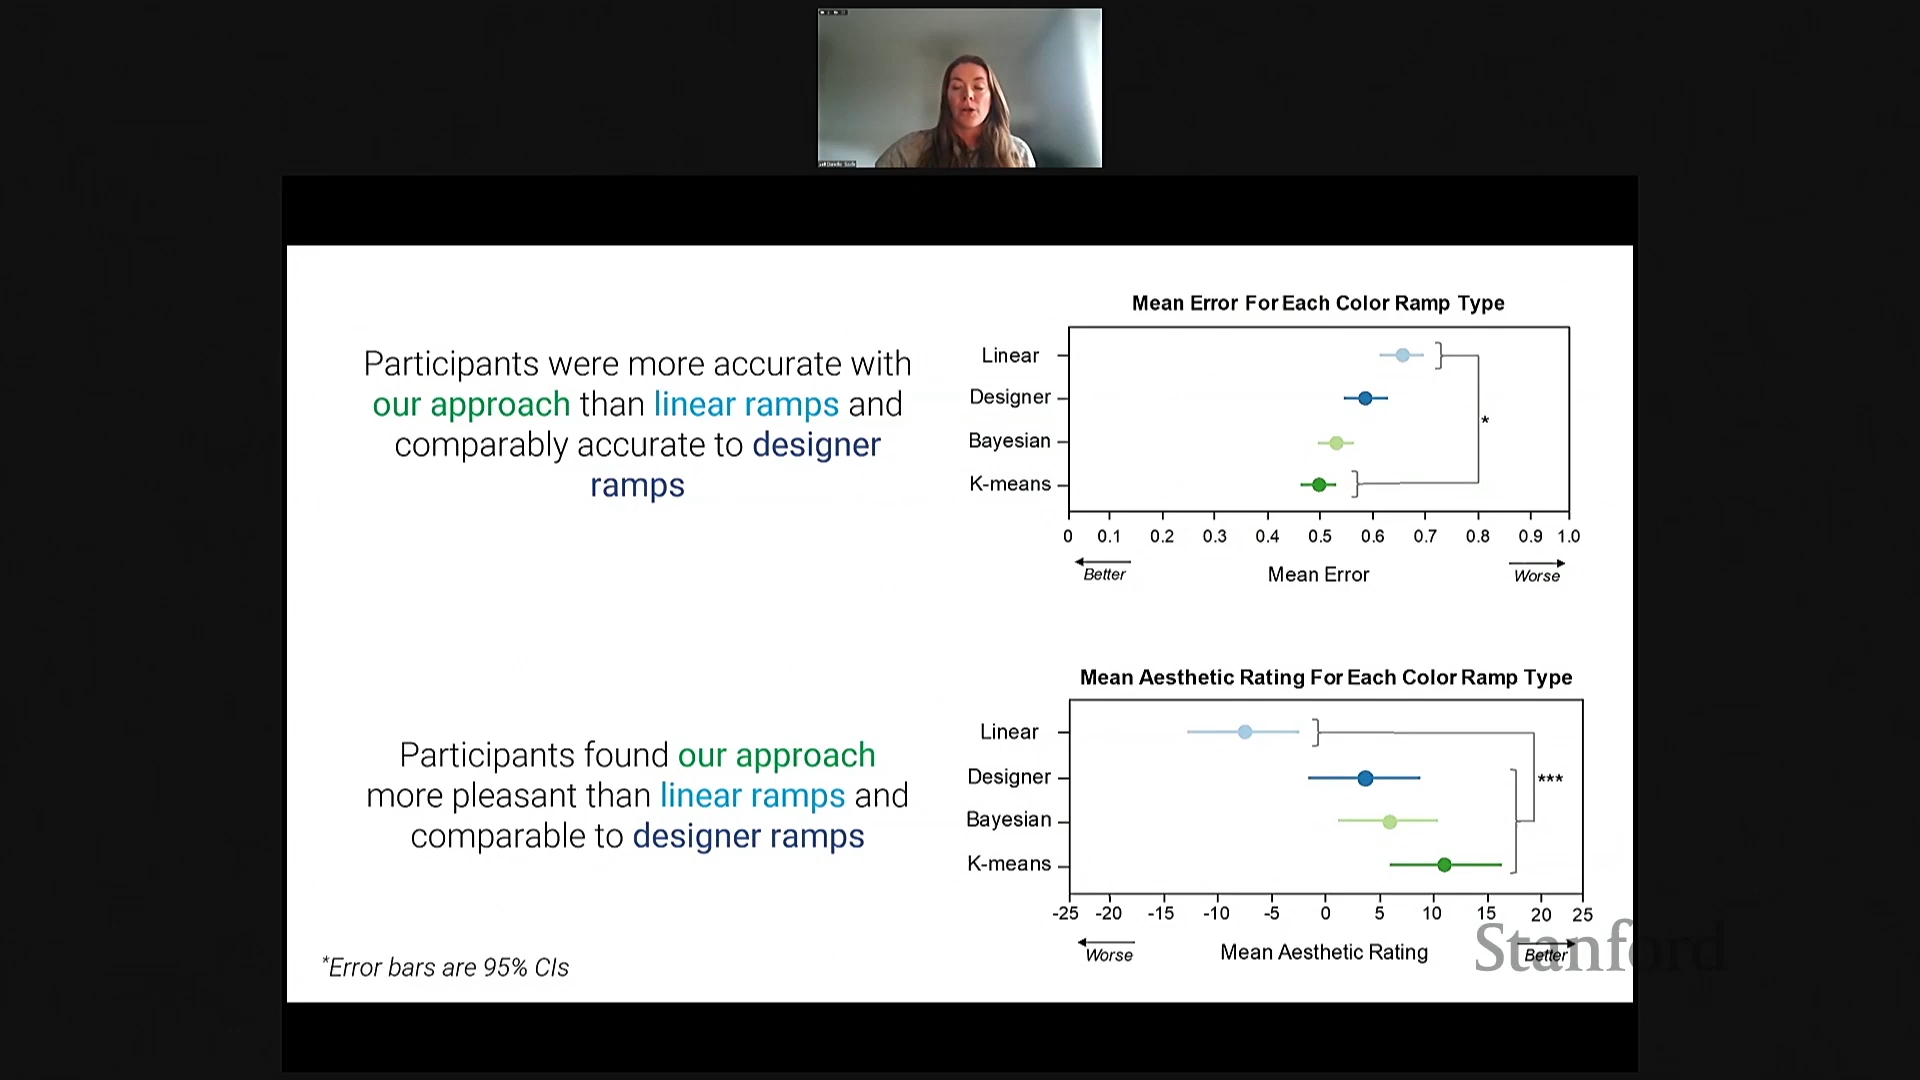 Participants were more accurate with
our approach than linear ramps and
comparably accurate to designer
ramps
Mean Error For Each Color Ramp Type
Linear
Designer
Bayesian
K-means
*
0 0.1 0.2 0.3 0.4 0.5 0.6 0.7 0.8 0.9 1.0
Better
Mean Error
Worse
Participants found our approach
more pleasant than linear ramps and
comparable to designer ramps
Mean Aesthetic Rating For Each Color Ramp Type
Linear
Designer
Bayesian
K-means
***
-25 -20 -15 -10 -5 0 5 10 15 20 25
Worse
Mean Aesthetic Rating
Better
*Error bars are 95% CIs
Stanford